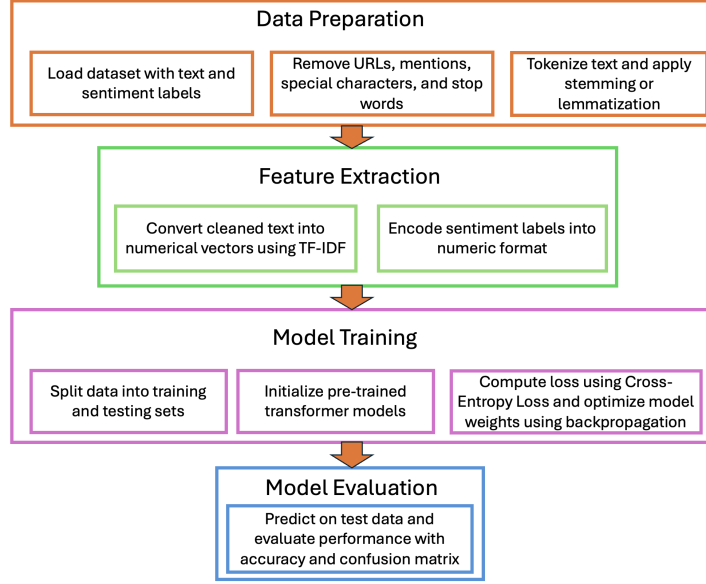 Data Preparation
Load dataset with text and
sentiment labels
Remove URLs, mentions,
special characters, and stop
words
Tokenize text and apply
stemming or
lemmatization
Feature Extraction
Convert cleaned text into
numerical vectors using TF-IDF
Encode sentiment labels into
numeric format
Model Training
Split data into training
and testing sets
Initialize pre-trained
transformer models
Compute loss using Cross-
Entropy Loss and optimize model
weights using backpropagation
Model Evaluation
Predict on test data and
evaluate performance with
accuracy and confusion matrix